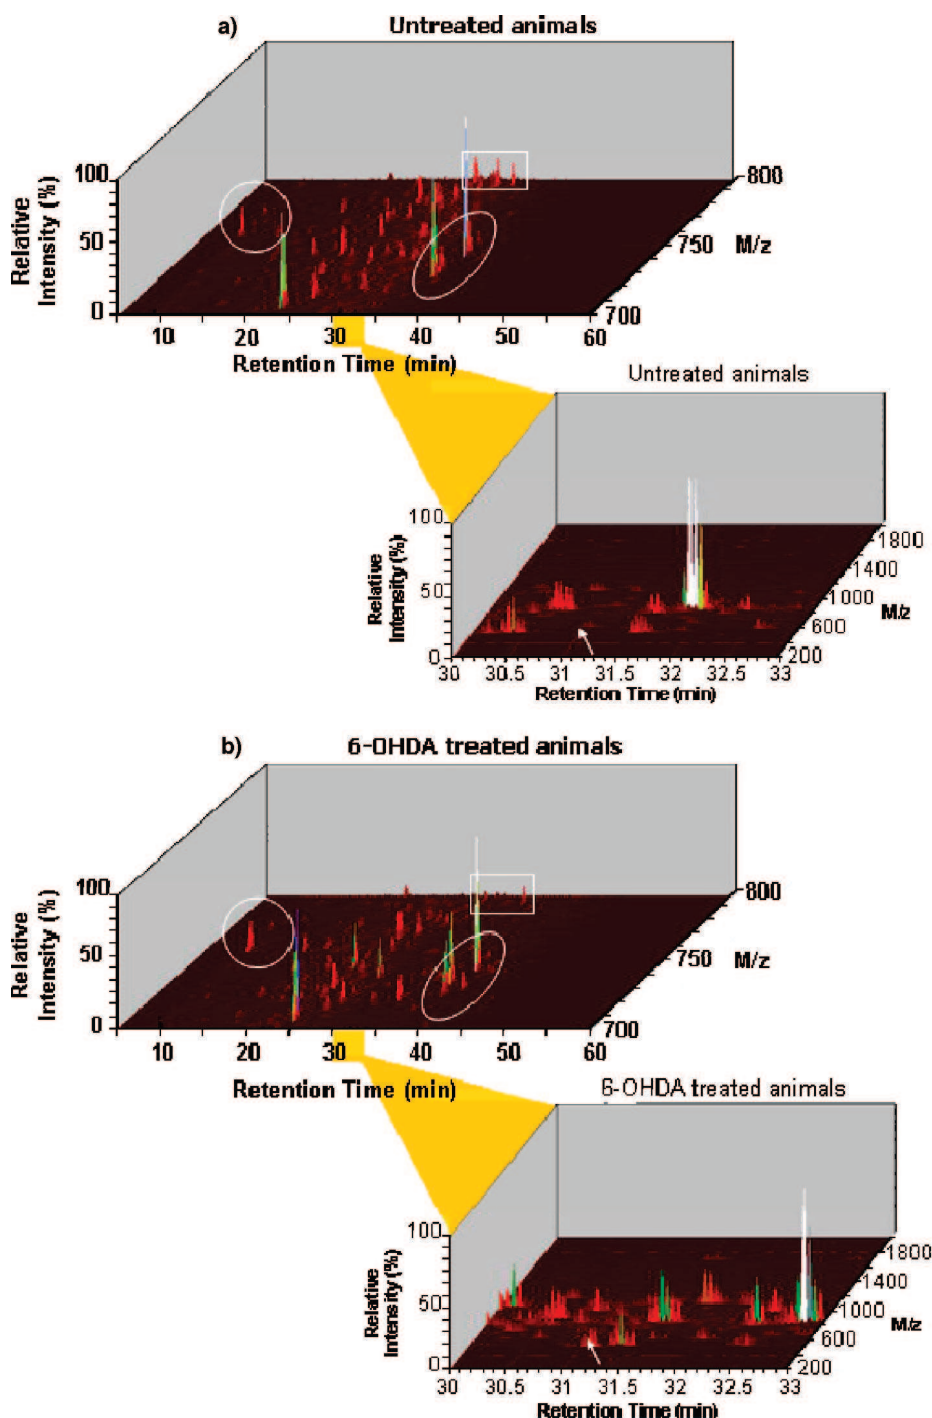 a) Untreated animals
Relative
Intensity (%)
100
50
0
10 20 30 40 50 60
Retention Time (min)
700
750
800
M/z
Untreated animals
Relative
Intensity (%)
100
50
0
30 30.5 31 31.5 32 32.5 33
Retention Time (min)
200
600
1000
1400
1800
M/z
b) 6-OHDA treated animals
Relative
Intensity (%)
100
50
0
10 20 30 40 50 60
Retention Time (min)
700
750
800
M/z
6-OHDA treated animals
Relative
Intensity (%)
100
50
0
30 30.5 31 31.5 32 32.5 33
Retention Time (min)
200
600
1000
1400
1800
M/z